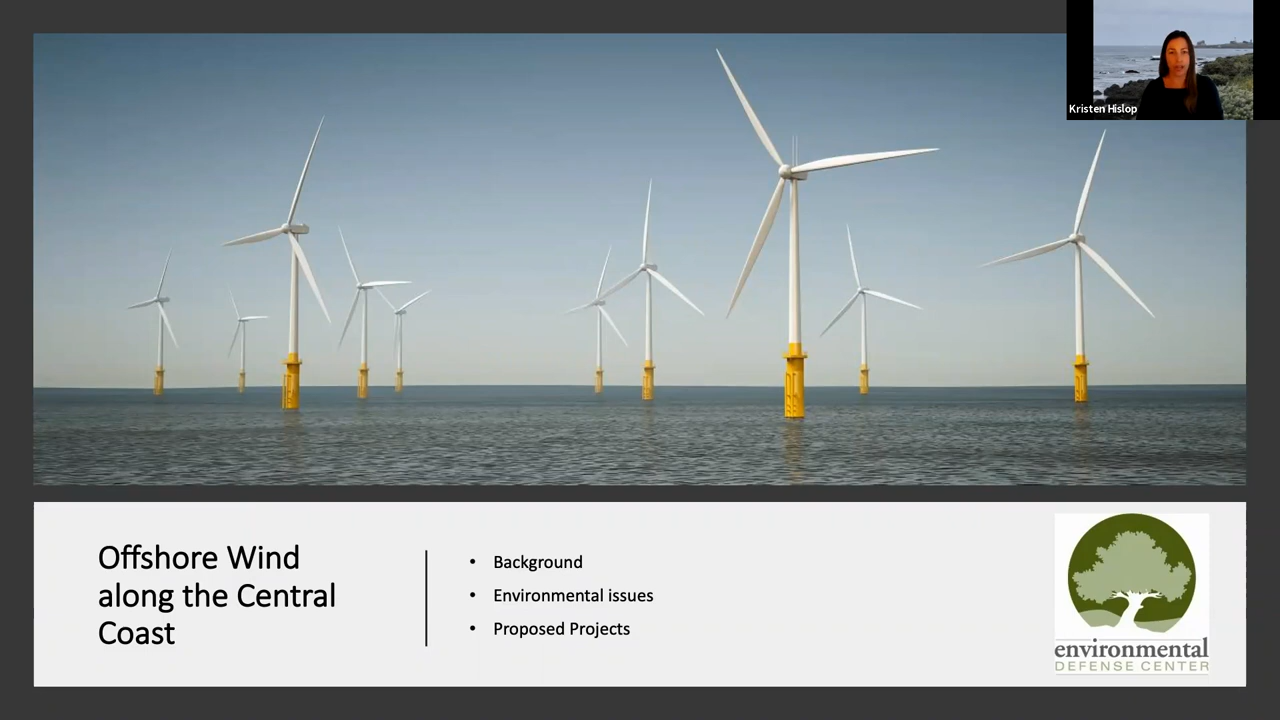 Kristen Hislop
Offshore Wind
along the Central
Coast
• Background
• Environmental issues
• Proposed Projects
environmental
DEFENSE CENTER